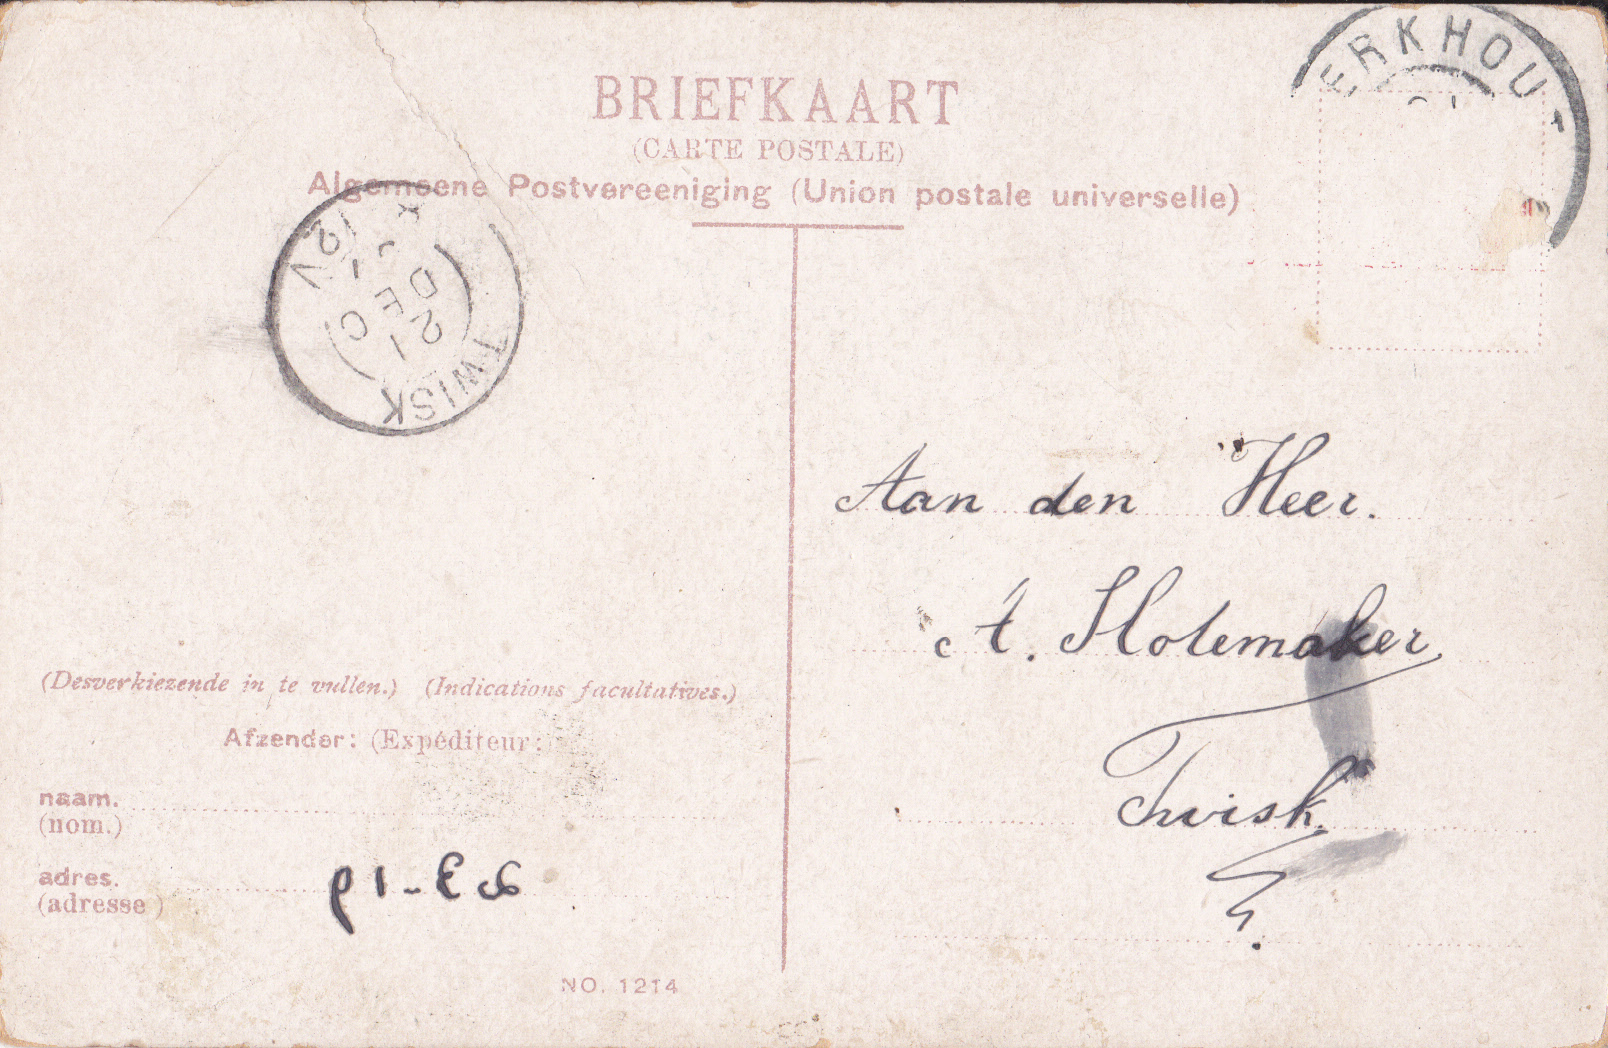 BRIEFKAART
(CARTE POSTALE)
Algemeene Postvereeniging (Union postale universelle)
ERKHOU
TWISK
21
DEC
12V
Aan den Heer.
A. Hotemaker
Twisk.
(Desverkiezende in te vullen.) (Indications facultatives.)
Afzender: (Expéditeur:
naam.
(nom.)
adres.
(adresse)
NO. 1214